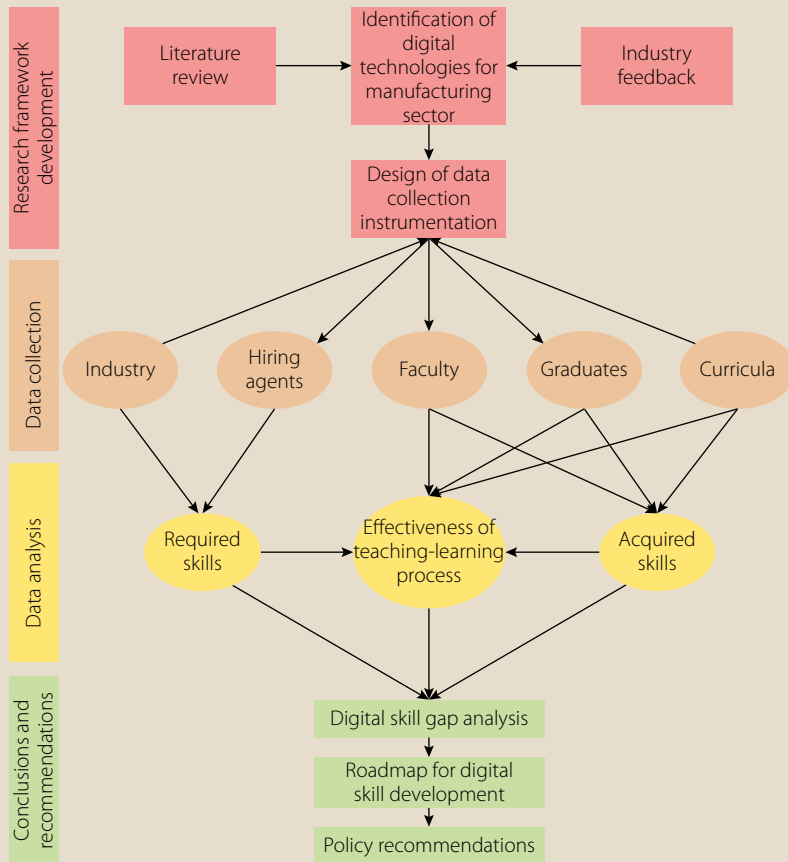 Research framework
development
Literature
review
Identification of
digital
technologies for
manufacturing
sector
Industry
feedback
Design of data
collection
instrumentation
Data collection
Industry
Hiring
agents
Faculty
Graduates
Curricula
Data analysis
Required
skills
Effectiveness of
teaching-learning
process
Acquired
skills
Conclusions and
recommendations
Digital skill gap analysis
Roadmap for digital
skill development
Policy recommendations